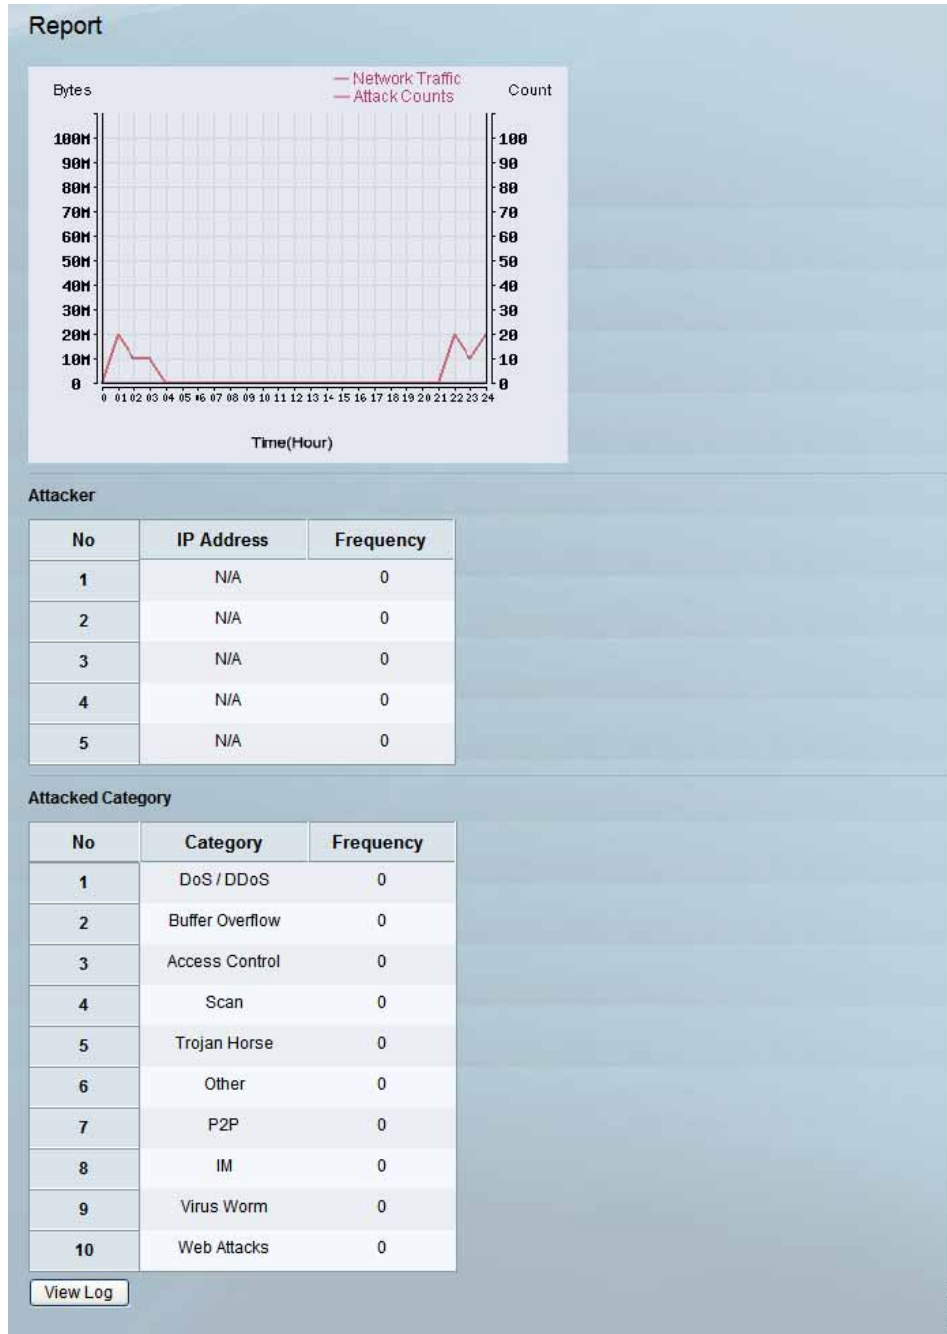 Report
Bytes
Network Traffic
Attack Counts
Count
100M 100
90M 90
80M 80
70M 70
60M 60
50M 50
40M 40
30M 30
20M 20
10M 10
0 0
0 01 02 03 04 05 06 07 08 09 10 11 12 13 14 15 16 17 18 19 20 21 22 23 24
Time(Hour)
Attacker
No IP Address Frequency
1 N/A 0
2 N/A 0
3 N/A 0
4 N/A 0
5 N/A 0
Attacked Category
No Category Frequency
1 DoS / DDoS 0
2 Buffer Overflow 0
3 Access Control 0
4 Scan 0
5 Trojan Horse 0
6 Other 0
7 P2P 0
8 IM 0
9 Virus Worm 0
10 Web Attacks 0
View Log